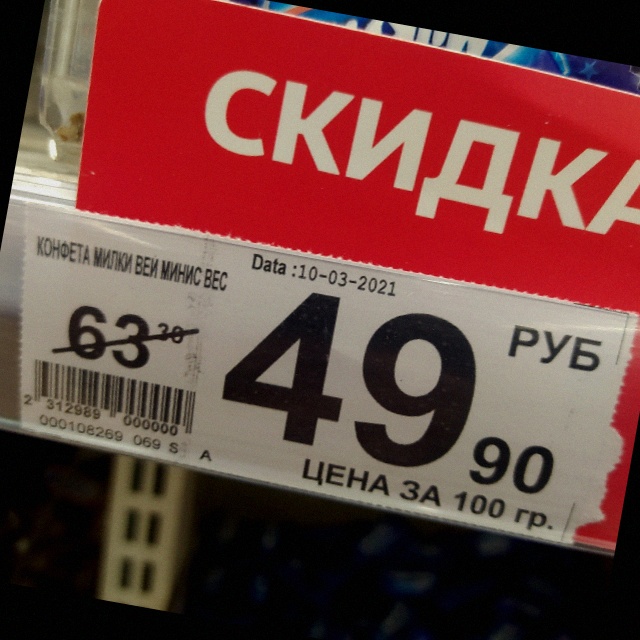 СКИДКА
КОНФЕТА МИЛКИ ВЕЙ МИНИС ВЕС
Data :10-03-2021
63 30
49 90
РУБ
2 312989 000000
000108269 069 S A
ЦЕНА ЗА 100 гр.